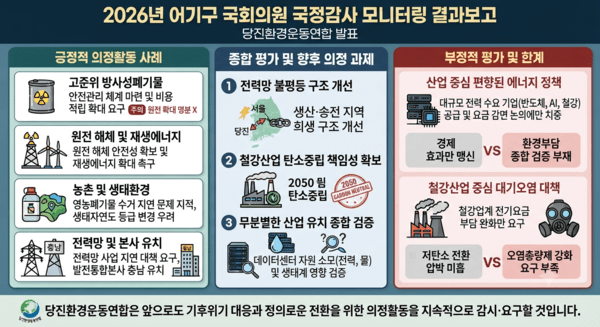 2026년 어기구 국회의원 국정감사 모니터링 결과보고
당진환경운동연합 발표
긍정적 의정활동 사례
고준위 방사성폐기물
안전관리 체계 마련 및 비용
적립 확대 요구 주의 원전 확대 명분 X
원전 해체 및 재생에너지
원전 해체 안전성 확보 및
재생에너지 확대 촉구
농촌 및 생태환경
영농폐기물 수거 지연 문제 지적,
생태자연도 등급 변경 우려
충남
전력망 및 본사 유치
전력망 사업 지연 대책 요구,
발전통합본사 충남 유치
종합 평가 및 향후 의정 과제
1 전력망 불평등 구조 개선
서울
당진
생산·송전 지역
희생 구조 개선
2 철강산업 탄소중립 책임성 확보
2050 림
탄소중립
2050
CARBON NEUTRAL
3 무분별한 산업 유치 종합 검증
데이터센터 자원 소모(전력, 물)
및 생태계 영향 검증
부정적 평가 및 한계
산업 중심 편향된 에너지 정책
대규모 전력 수요 기업(반도체, AI, 철강)
공급 및 요금 감면 논의에만 치중
경제
효과만 맹신
VS
환경부담
종합 검증 부재
철강산업 중심 대기오염 대책
철강업계 전기요금
부담 완화만 요구
저탄소 전환
압박 미흡
VS
오염총량제 강화
요구 부족
당진환경운동연합은 앞으로도 기후위기 대응과 정의로운 전환을 위한 의정활동을 지속적으로 감시·요구할 것입니다.